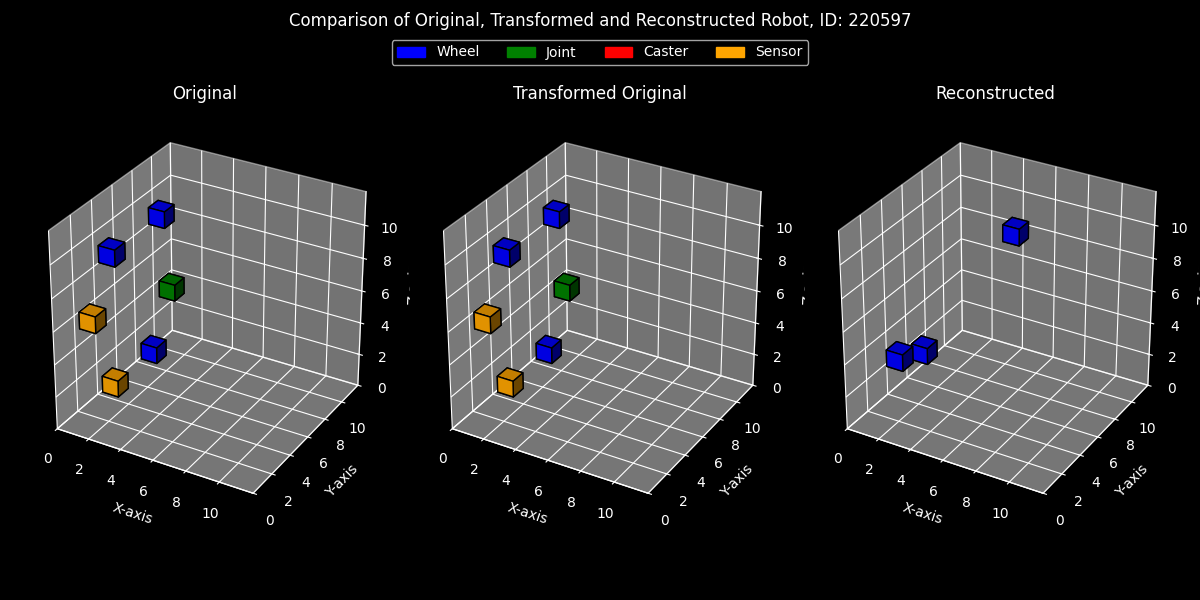 Comparison of Original, Transformed and Reconstructed Robot, ID: 220597
Wheel Joint Caster Sensor
Original Transformed Original Reconstructed
10 10 10
8 8 8
6 6 6
4 4 4
2 2 2
0 0 0
10 10 10
8 8 8
6 6 6
4 4 4
2 2 2
0 0 0
0 2 4 6 8 10 0 2 4 6 8 10 0 2 4 6 8 10
X-axis Y-axis X-axis Y-axis X-axis Y-axis